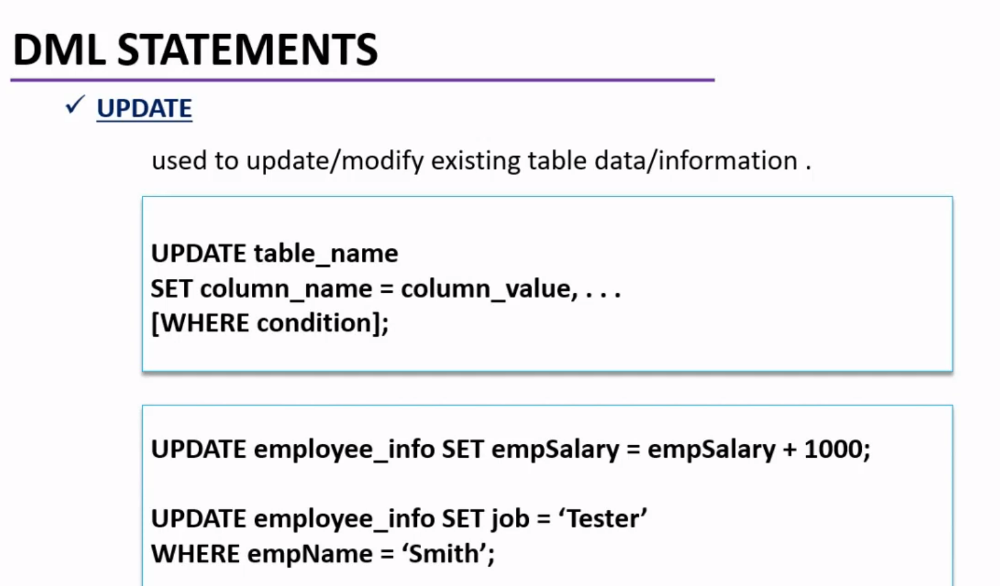 DML STATEMENTS
✓ UPDATE
used to update/modify existing table data/information .
UPDATE table_name
SET column_name = column_value, . . .
[WHERE condition];
UPDATE employee_info SET empSalary = empSalary + 1000;
UPDATE employee_info SET job = ‘Tester’
WHERE empName = ‘Smith’;